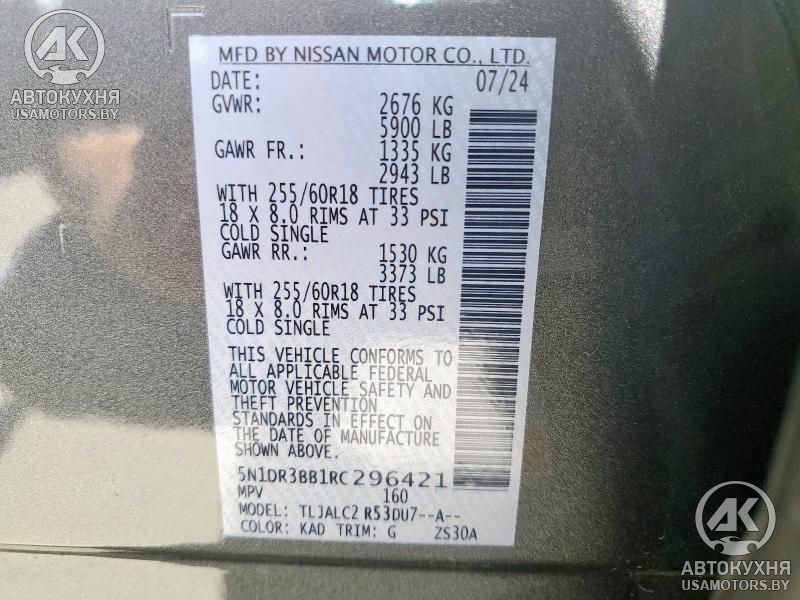 AK
АВТОКУХНЯ
USAMOTORS.BY
MFD BY NISSAN MOTOR CO., LTD.
DATE: 07/24
GVWR: 2676 KG
5900 LB
GAWR FR.: 1335 KG
2943 LB
WITH 255/60R18 TIRES
18 X 8.0 RIMS AT 33 PSI
COLD SINGLE
GAWR RR.: 1530 KG
3373 LB
WITH 255/60R18 TIRES
18 X 8.0 RIMS AT 33 PSI
COLD SINGLE
THIS VEHICLE CONFORMS TO
ALL APPLICABLE FEDERAL
MOTOR VEHICLE SAFETY AND
THEFT PREVENTION
STANDARDS IN EFFECT ON
THE DATE OF MANUFACTURE
SHOWN ABOVE.
5N1DR3BB1RC296421
MPV 160
MODEL: TLJALC2 R53DU7--A--
COLOR: KAD TRIM: G ZS30A
AK
АВТОКУХНЯ
USAMOTORS.BY